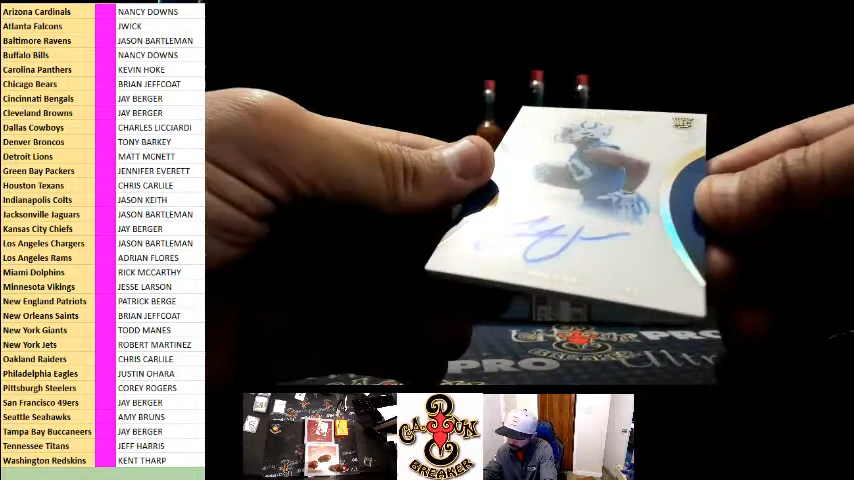 Arizona Cardinals NANCY DOWNS
Atlanta Falcons JWICK
Baltimore Ravens JASON BARTLEMAN
Buffalo Bills NANCY DOWNS
Carolina Panthers KEVIN HOKE
Chicago Bears BRIAN JEFFCOAT
Cincinnati Bengals JAY BERGER
Cleveland Browns JAY BERGER
Dallas Cowboys CHARLES LICCIARDI
Denver Broncos TONY BARKEY
Detroit Lions MATT MCNETT
Green Bay Packers JENNIFER EVERETT
Houston Texans CHRIS CARLILE
Indianapolis Colts JASON KEITH
Jacksonville Jaguars JASON BARTLEMAN
Kansas City Chiefs JAY BERGER
Los Angeles Chargers JASON BARTLEMAN
Los Angeles Rams ADRIAN FLORES
Miami Dolphins RICK MCCARTHY
Minnesota Vikings JESSE LARSON
New England Patriots PATRICK BERGE
New Orleans Saints BRIAN JEFFCOAT
New York Giants TODD MANES
New York Jets ROBERT MARTINEZ
Oakland Raiders CHRIS CARLILE
Philadelphia Eagles JUSTIN OHARA
Pittsburgh Steelers COREY ROGERS
San Francisco 49ers JAY BERGER
Seattle Seahawks AMY BRUNS
Tampa Bay Buccaneers JAY BERGER
Tennessee Titans JEFF HARRIS
Washington Redskins KENT THARP
PRO
PRO
Ultra
CAJUN
BREAKER